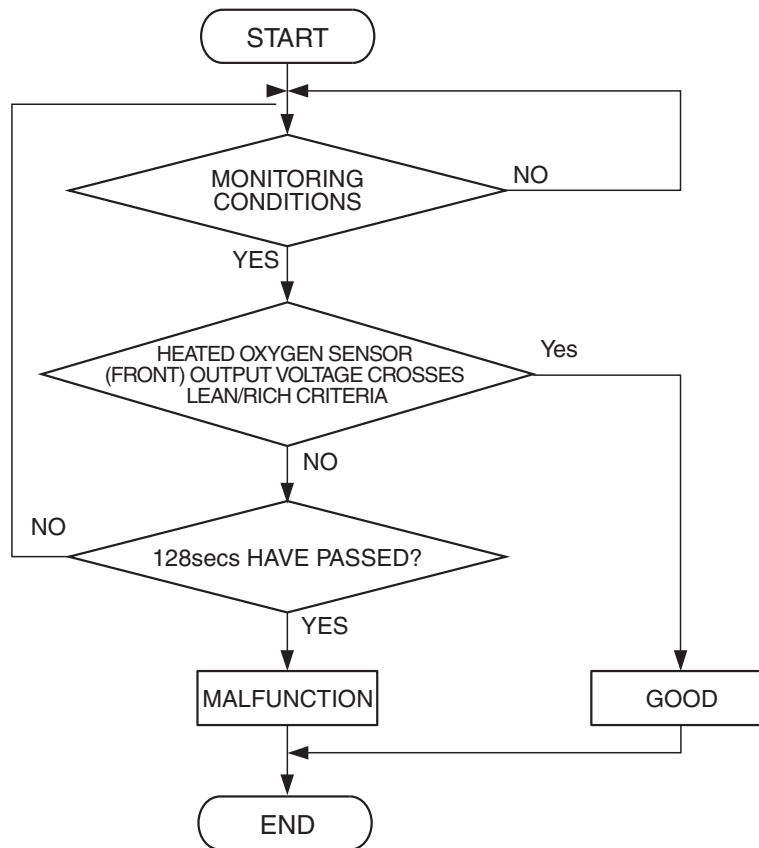 START
MONITORING
CONDITIONS
NO
YES
HEATED OXYGEN SENSOR
(FRONT) OUTPUT VOLTAGE CROSSES
LEAN/RICH CRITERIA
Yes
NO
NO
128secs HAVE PASSED?
YES
MALFUNCTION
GOOD
END